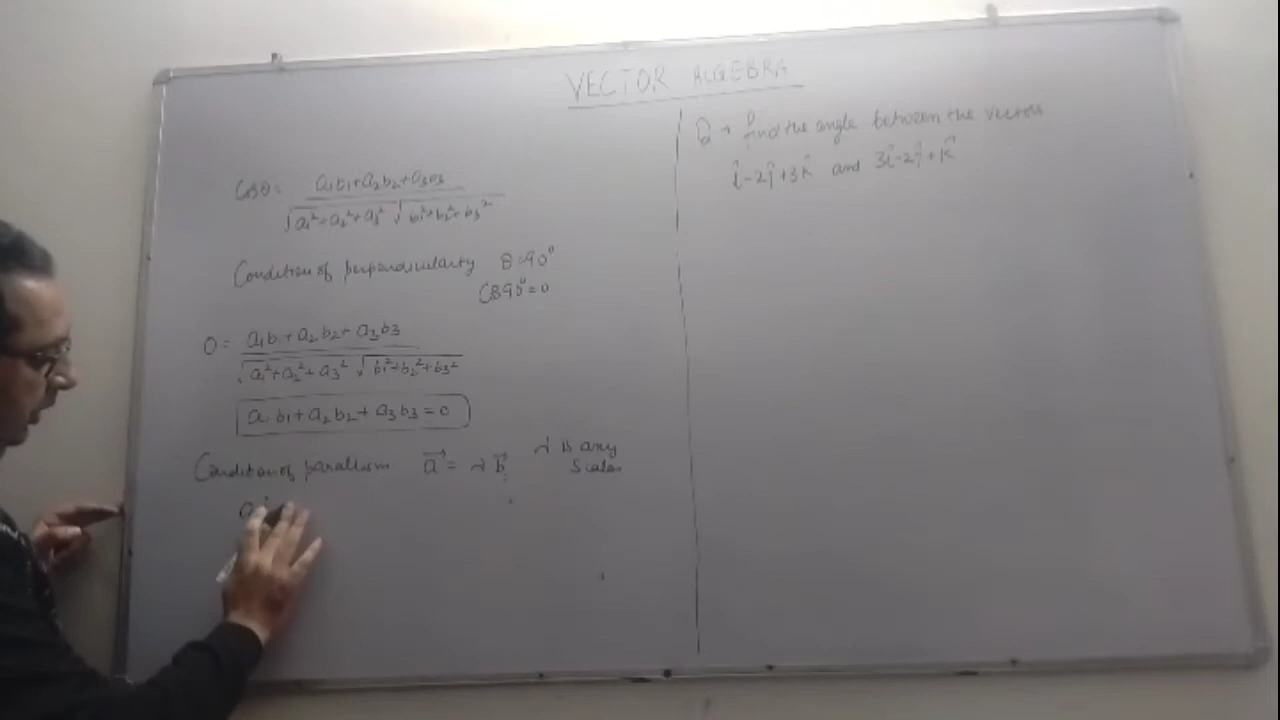 VECTOR ALGEBRA
Cosθ = a₁b₁+a₂b₂+a₃b₃
√a₁²+a₂²+a₃² √b₁²+b₂²+b₃²
Condition of perpendicularity θ=90°
Cos90°=0
0 = a₁b₁+a₂b₂+a₃b₃
√a₁²+a₂²+a₃² √b₁²+b₂²+b₃²
a₁b₁+a₂b₂+a₃b₃=0
Condition of parallism a⃗ = λb⃗, λ is any
Scalar
Q → find the angle between the vectors
î-2ĵ+3k̂ and 3î-2ĵ+k̂